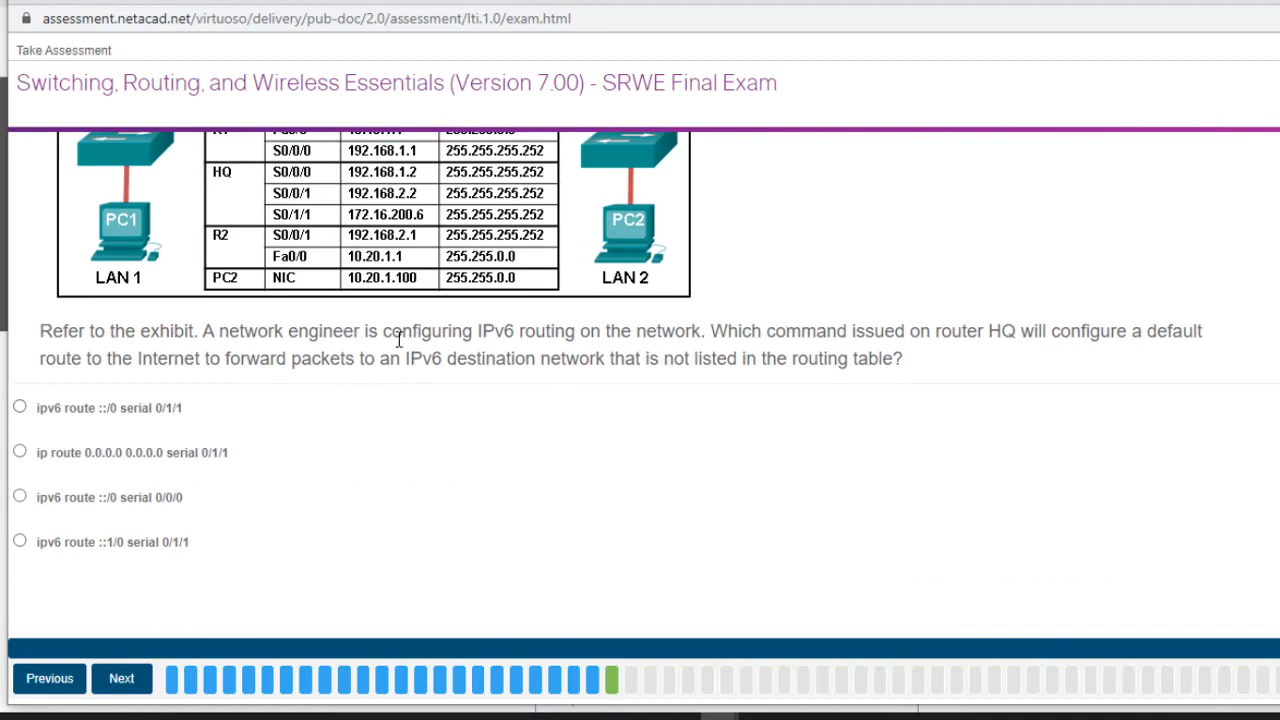 assessment.netacad.net/virtuoso/delivery/pub-doc/2.0/assessment/lti.1.0/exam.html
Take Assessment
Switching, Routing, and Wireless Essentials (Version 7.00) - SRWE Final Exam
S0/0/0 192.168.1.1 255.255.255.252
HQ S0/0/0 192.168.1.2 255.255.255.252
S0/0/1 192.168.2.2 255.255.255.252
S0/1/1 172.16.200.6 255.255.255.252
R2 S0/0/1 192.168.2.1 255.255.255.252
Fa0/0 10.20.1.1 255.255.0.0
PC2 NIC 10.20.1.100 255.255.0.0
PC1
LAN 1
PC2
LAN 2
Refer to the exhibit. A network engineer is configuring IPv6 routing on the network. Which command issued on router HQ will configure a default
route to the Internet to forward packets to an IPv6 destination network that is not listed in the routing table?
ipv6 route ::/0 serial 0/1/1
ip route 0.0.0.0 0.0.0.0 serial 0/1/1
ipv6 route ::/0 serial 0/0/0
ipv6 route ::1/0 serial 0/1/1
Previous
Next